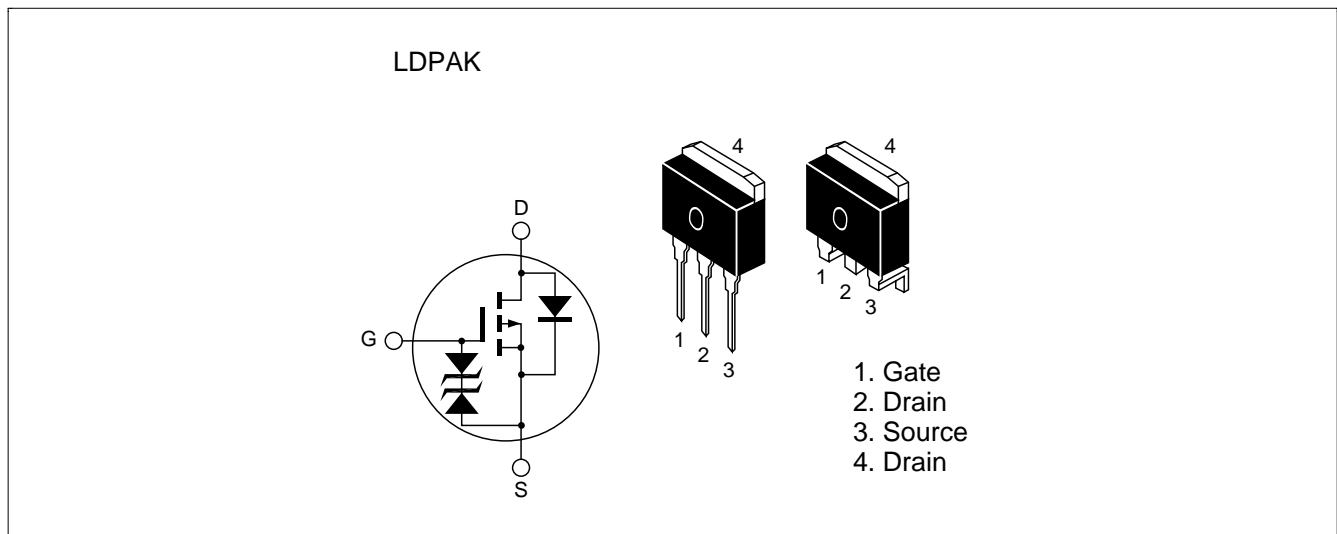 LDPAK
4
4
D
G
S
1
2
3
1
2
3
1. Gate
2. Drain
3. Source
4. Drain